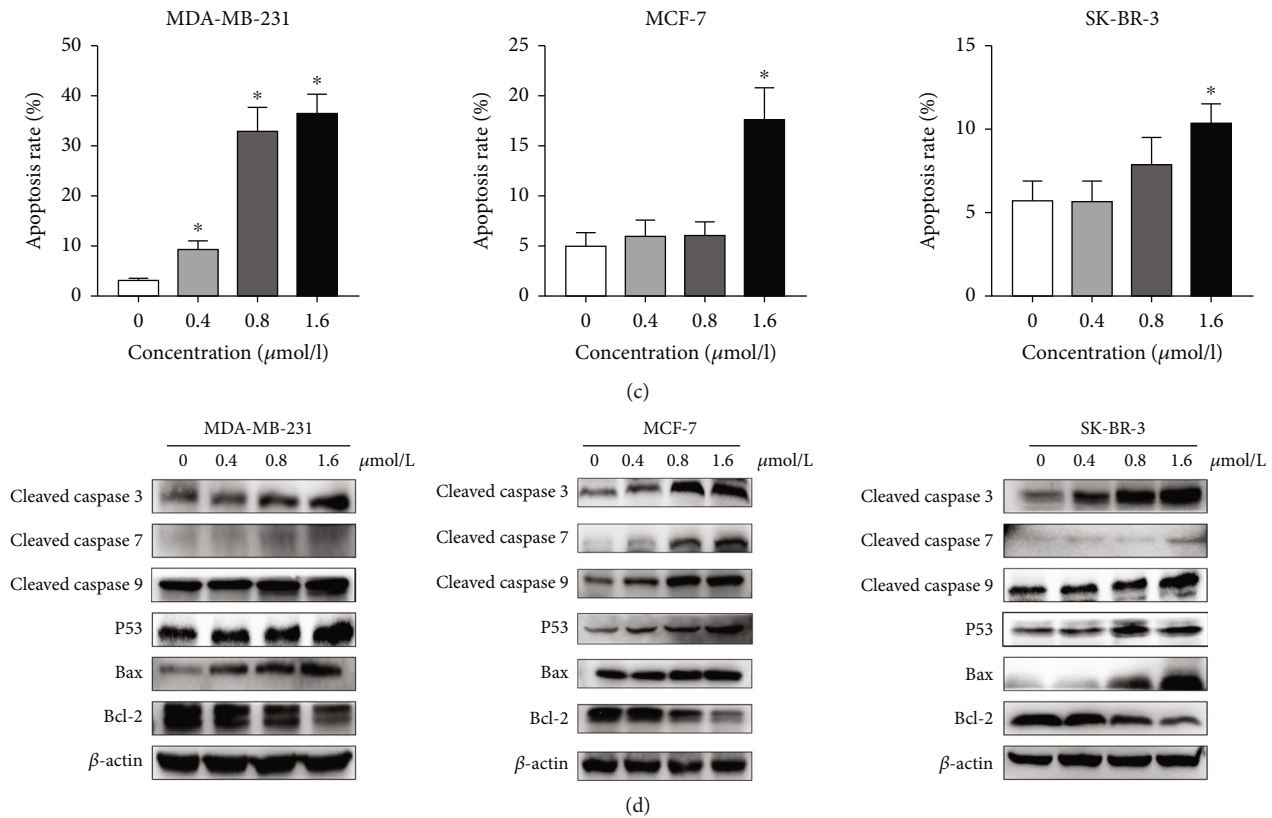 MDA-MB-231
50
40
30
20
10
0
Apoptosis rate (%)
*
*
*
0 0.4 0.8 1.6
Concentration (μmol/l)
MCF-7
25
20
15
10
5
0
Apoptosis rate (%)
*
0 0.4 0.8 1.6
Concentration (μmol/l)
SK-BR-3
15
10
5
0
Apoptosis rate (%)
*
0 0.4 0.8 1.6
Concentration (μmol/l)
(c)
MDA-MB-231
0 0.4 0.8 1.6 μmol/L
Cleaved caspase 3
Cleaved caspase 7
Cleaved caspase 9
P53
Bax
Bcl-2
β-actin
MCF-7
0 0.4 0.8 1.6 μmol/L
Cleaved caspase 3
Cleaved caspase 7
Cleaved caspase 9
P53
Bax
Bcl-2
β-actin
SK-BR-3
0 0.4 0.8 1.6 μmol/L
Cleaved caspase 3
Cleaved caspase 7
Cleaved caspase 9
P53
Bax
Bcl-2
β-actin
(d)